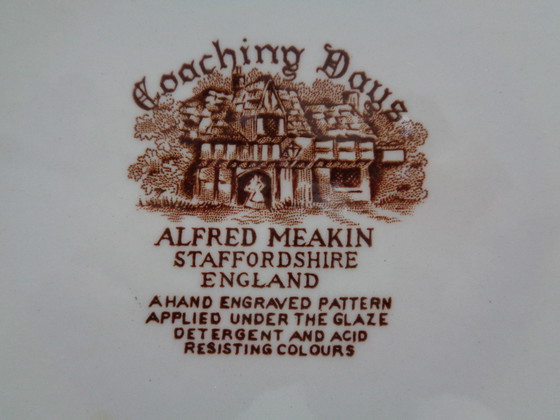 Coaching Days
ALFRED MEAKIN
STAFFORDSHIRE
ENGLAND
A HAND ENGRAVED PATTERN
APPLIED UNDER THE GLAZE
DETERGENT AND ACID
RESISTING COLOURS